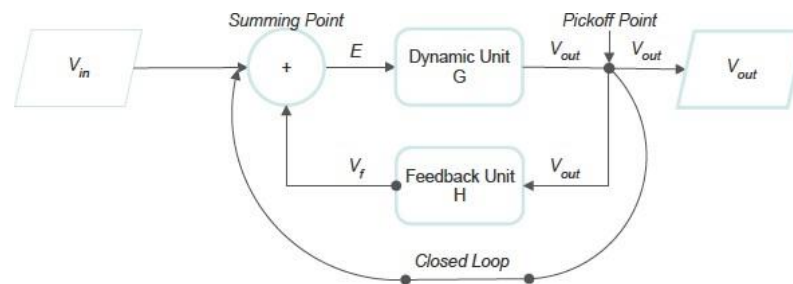 Summing Point
Pickoff Point
V_in
+
E
Dynamic Unit
G
V_out
V_out
V_out
V_f
Feedback Unit
H
V_out
Closed Loop